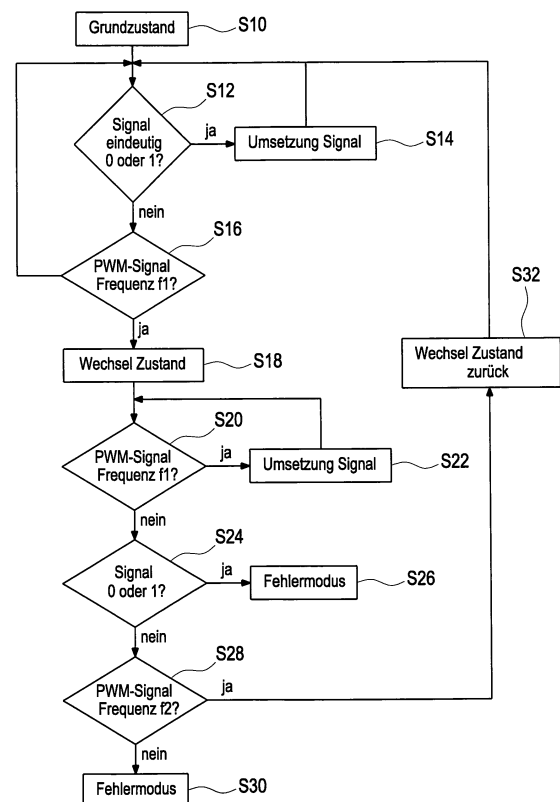 Grundzustand
S10
S12
Signal
eindeutig
0 oder 1?
ja
Umsetzung Signal
S14
nein
S16
PWM-Signal
Frequenz f1?
S32
ja
Wechsel Zustand
S18
Wechsel Zustand
zurück
S20
PWM-Signal
Frequenz f1?
ja
Umsetzung Signal
S22
nein
S24
Signal
0 oder 1?
ja
Fehlermodus
S26
nein
S28
PWM-Signal
Frequenz f2?
ja
nein
Fehlermodus
S30